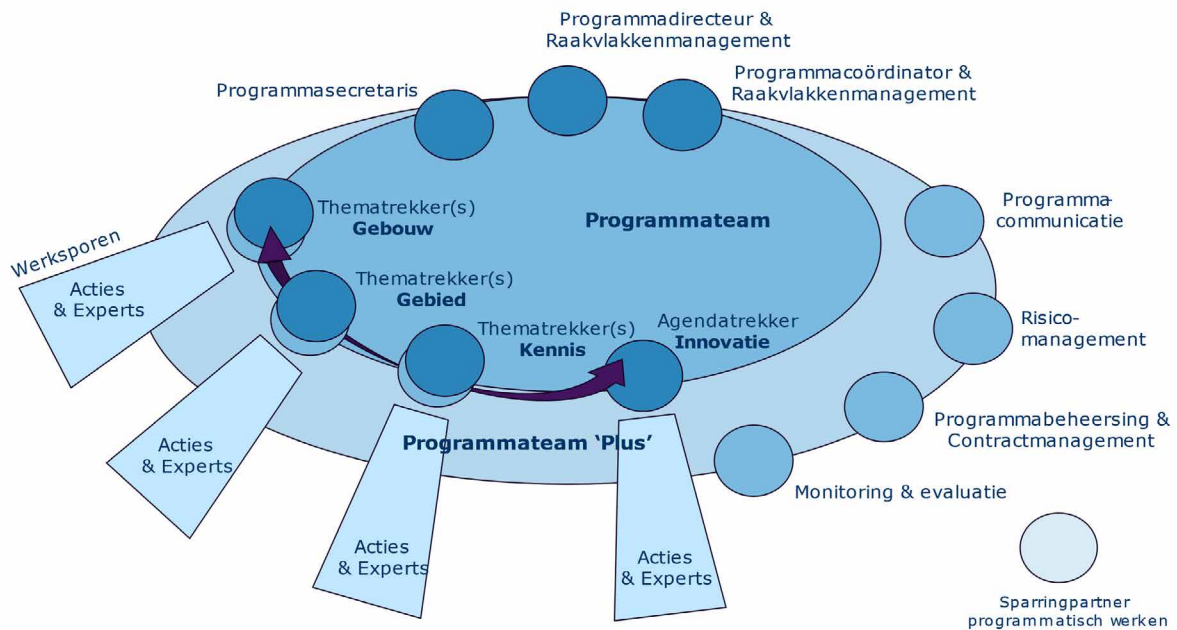 Programmadirecteur &
Raakvlakkenmanagement
Programmacoördinator &
Raakvlakkenmanagement
Programmasecretaris
Thematrekker(s)
Gebouw
Programmateam
Programma-
communicatie
Werksporen
Acties
& Experts
Thematrekker(s)
Gebied
Thematrekker(s)
Kennis
Agendatrekker
Innovatie
Risico-
management
Programmabeheersing &
Contractmanagement
Programmateam ‘Plus’
Acties
& Experts
Monitoring & evaluatie
Acties
& Experts
Acties
& Experts
Sparringpartner
programmatisch werken